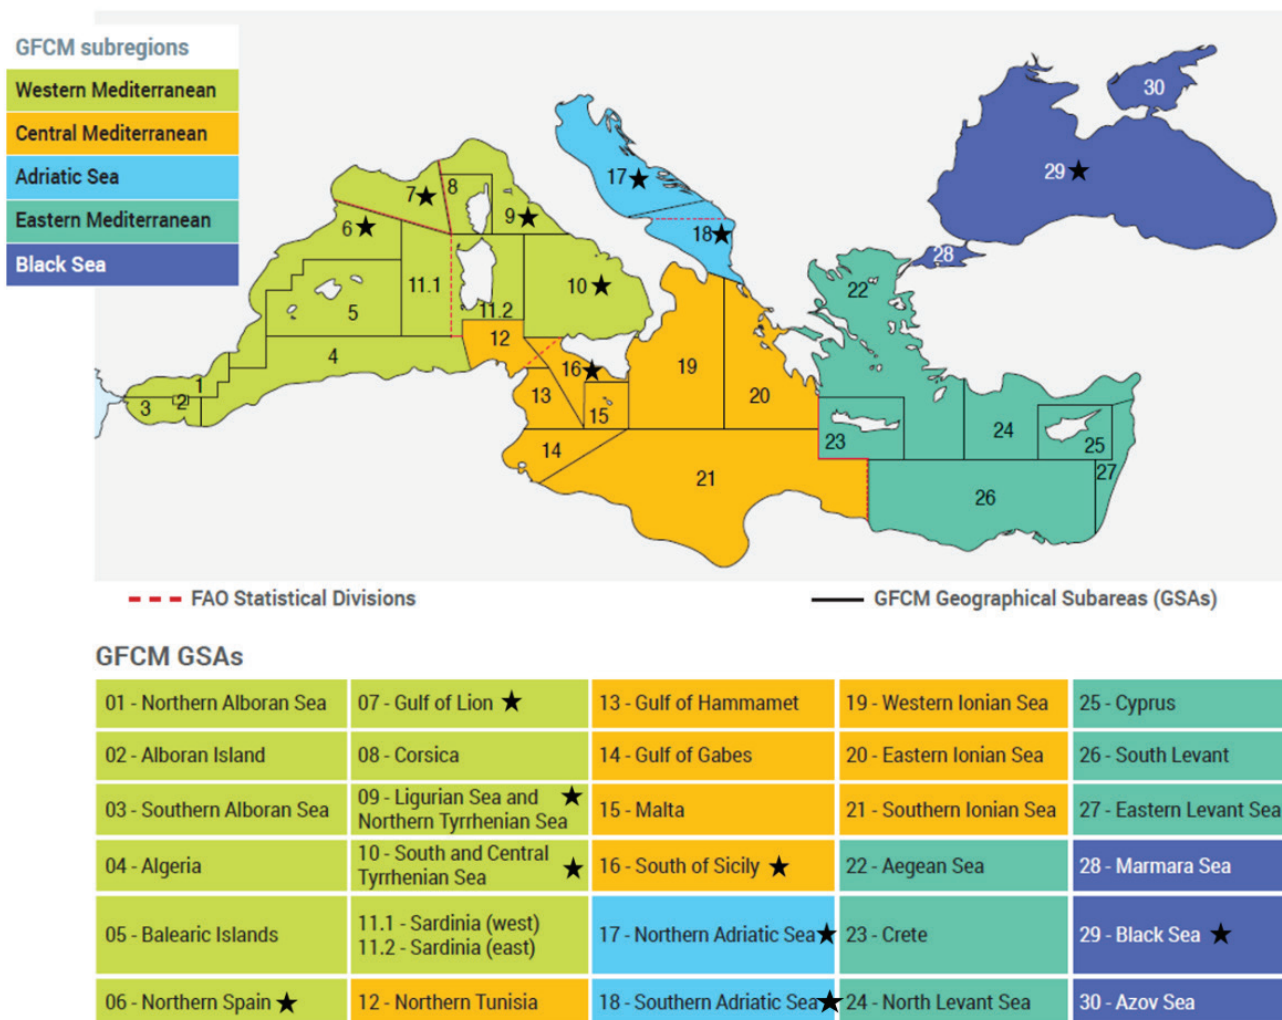 GFCM subregions
Western Mediterranean
Central Mediterranean
Adriatic Sea
Eastern Mediterranean
Black Sea
30
17
29
7
8
9
6
18
28
10
22
11.1
5
11.2
12
4
16
19
1
3
2
13
15
20
24
23
25
14
27
21
26
FAO Statistical Divisions
GFCM Geographical Subareas (GSAs)
GFCM GSAs
01 - Northern Alboran Sea
07 - Gulf of Lion
13 - Gulf of Hammamet
19 - Western Ionian Sea
25 - Cyprus
02 - Alboran Island
08 - Corsica
14 - Gulf of Gabes
20 - Eastern Ionian Sea
26 - South Levant
03 - Southern Alboran Sea
09 - Ligurian Sea and
Northern Tyrrhenian Sea
15 - Malta
21 - Southern Ionian Sea
27 - Eastern Levant Sea
04 - Algeria
10 - South and Central
Tyrrhenian Sea
16 - South of Sicily
22 - Aegean Sea
28 - Marmara Sea
05 - Balearic Islands
11.1 - Sardinia (west)
11.2 - Sardinia (east)
17 - Northern Adriatic Sea
23 - Crete
29 - Black Sea
06 - Northern Spain
12 - Northern Tunisia
18 - Southern Adriatic Sea
24 - North Levant Sea
30 - Azov Sea